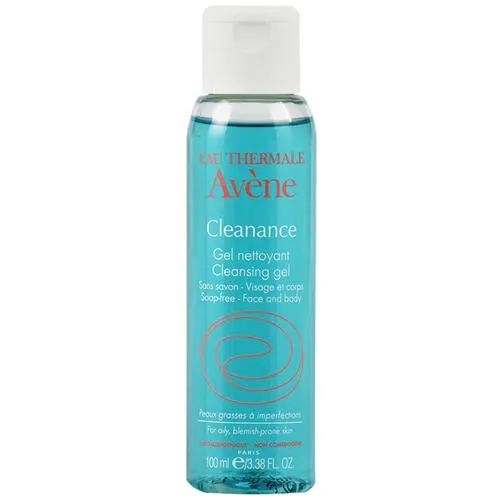 EAU THERMALE
Avène
Cleanance
Gel nettoyant
Cleansing gel
Sans savon - Visage et corps
Soap-free - Face and body
Peaux grasses à imperfections
For oily, blemish-prone skin
PARIS
100 ml e/3.38 FL. OZ.